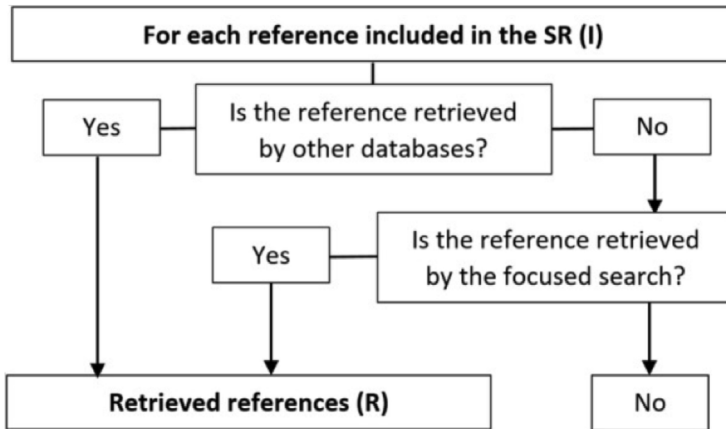 For each reference included in the SR (I)
Is the reference retrieved
by other databases?
Yes
No
Is the reference retrieved
by the focused search?
Yes
Retrieved references (R)
No